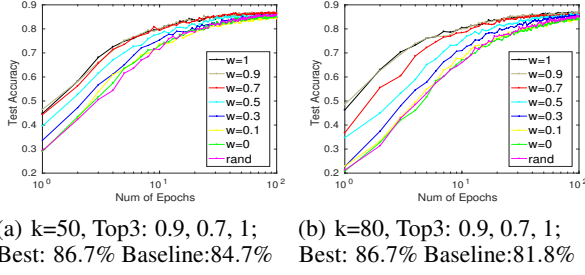 0.9
0.8
0.7
0.6
0.5
0.4
0.3
0.2
Test Accuracy
w=1
w=0.9
w=0.7
w=0.5
w=0.3
w=0.1
w=0
rand
10^0
10^1
10^2
Num of Epochs
0.9
0.8
0.7
0.6
0.5
0.4
0.3
0.2
Test Accuracy
w=1
w=0.9
w=0.7
w=0.5
w=0.3
w=0.1
w=0
rand
10^0
10^1
10^2
Num of Epochs
a) k=50, Top3: 0.9, 0.7, 1;
Best: 86.7% Baseline:84.7%
(b) k=80, Top3: 0.9, 0.7, 1;
Best: 86.7% Baseline:81.8%